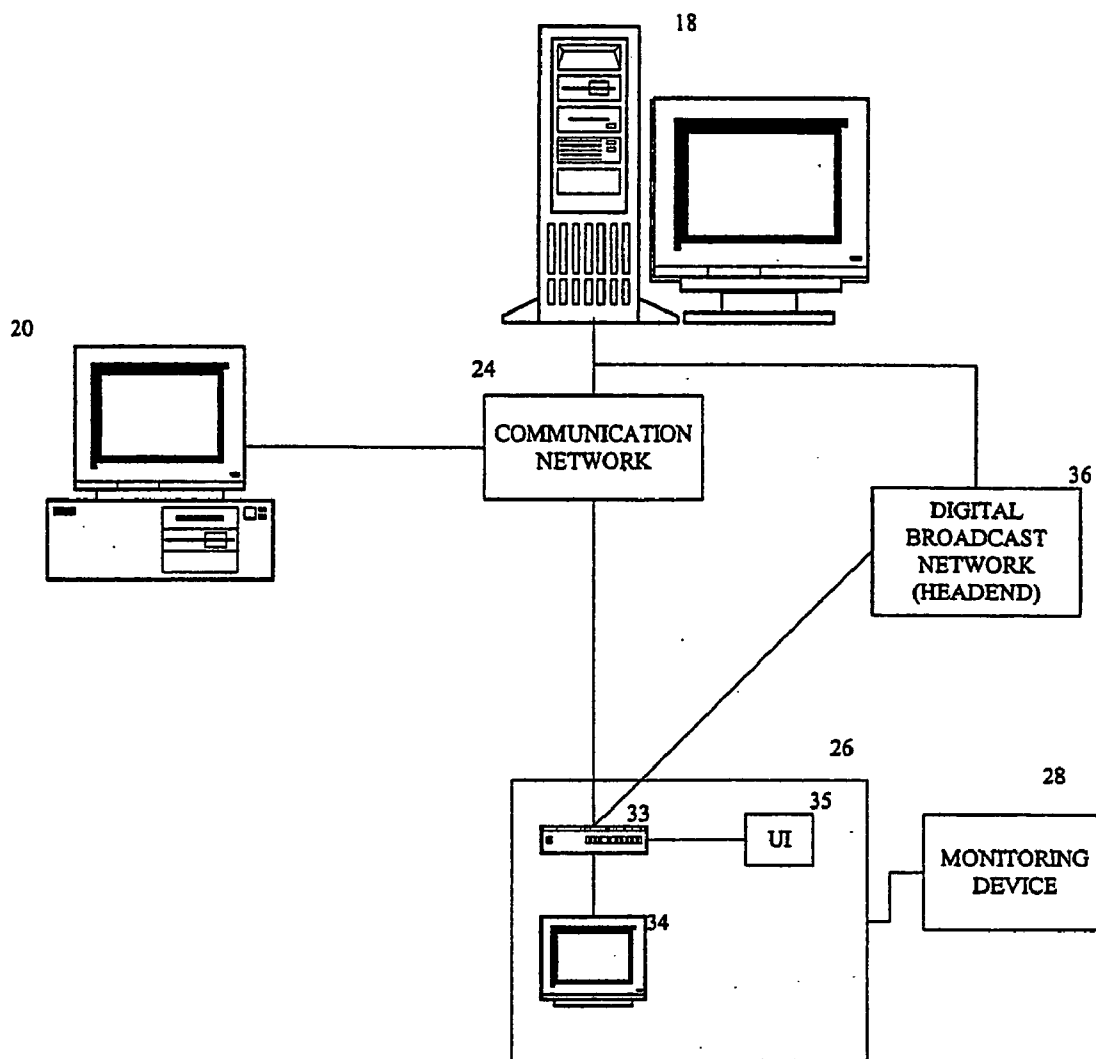 18
20
24
COMMUNICATION
NETWORK
36
DIGITAL
BROADCAST
NETWORK
(HEADEND)
26
28
33
35
UI
MONITORING
DEVICE
34